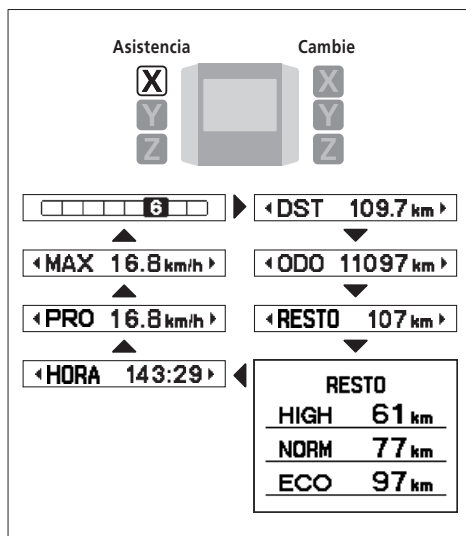 Asistencia Cambie
X X
Y Y
Z Z
6 DST 109.7 km
MAX 16.8 km/h ODO 11097 km
PRO 16.8 km/h RESTO 107 km
HORA 143:29 RESTO
HIGH 61 km
NORM 77 km
ECO 97 km